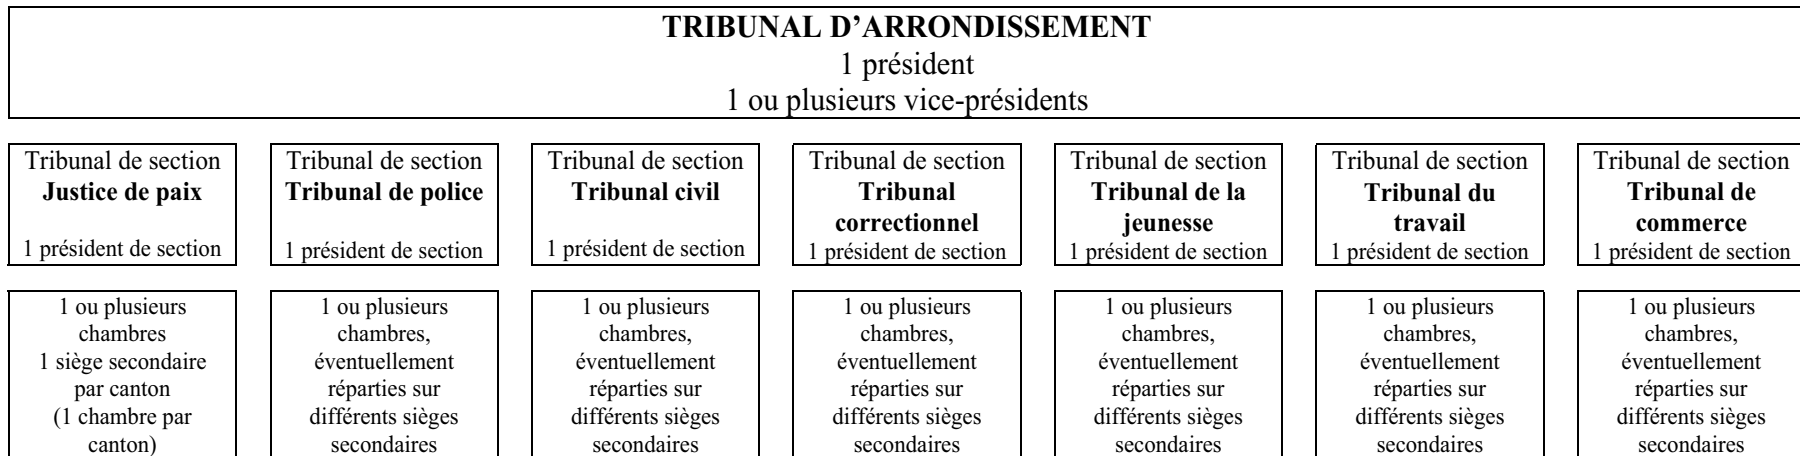 TRIBUNAL D’ARRONDISSEMENT
1 président
1 ou plusieurs vice-présidents
Tribunal de section
Justice de paix
1 président de section
Tribunal de section
Tribunal de police
1 président de section
Tribunal de section
Tribunal civil
1 président de section
Tribunal de section
Tribunal
correctionnel
1 président de section
Tribunal de section
Tribunal de la
jeunesse
1 président de section
Tribunal de section
Tribunal du
travail
1 président de section
Tribunal de section
Tribunal de
commerce
1 président de section
1 ou plusieurs
chambres
1 siège secondaire
par canton
(1 chambre par
canton)
1 ou plusieurs
chambres,
éventuellement
réparties sur
différents sièges
secondaires
1 ou plusieurs
chambres,
éventuellement
réparties sur
différents sièges
secondaires
1 ou plusieurs
chambres,
éventuellement
réparties sur
différents sièges
secondaires
1 ou plusieurs
chambres,
éventuellement
réparties sur
différents sièges
secondaires
1 ou plusieurs
chambres,
éventuellement
réparties sur
différents sièges
secondaires
1 ou plusieurs
chambres,
éventuellement
réparties sur
différents sièges
secondaires